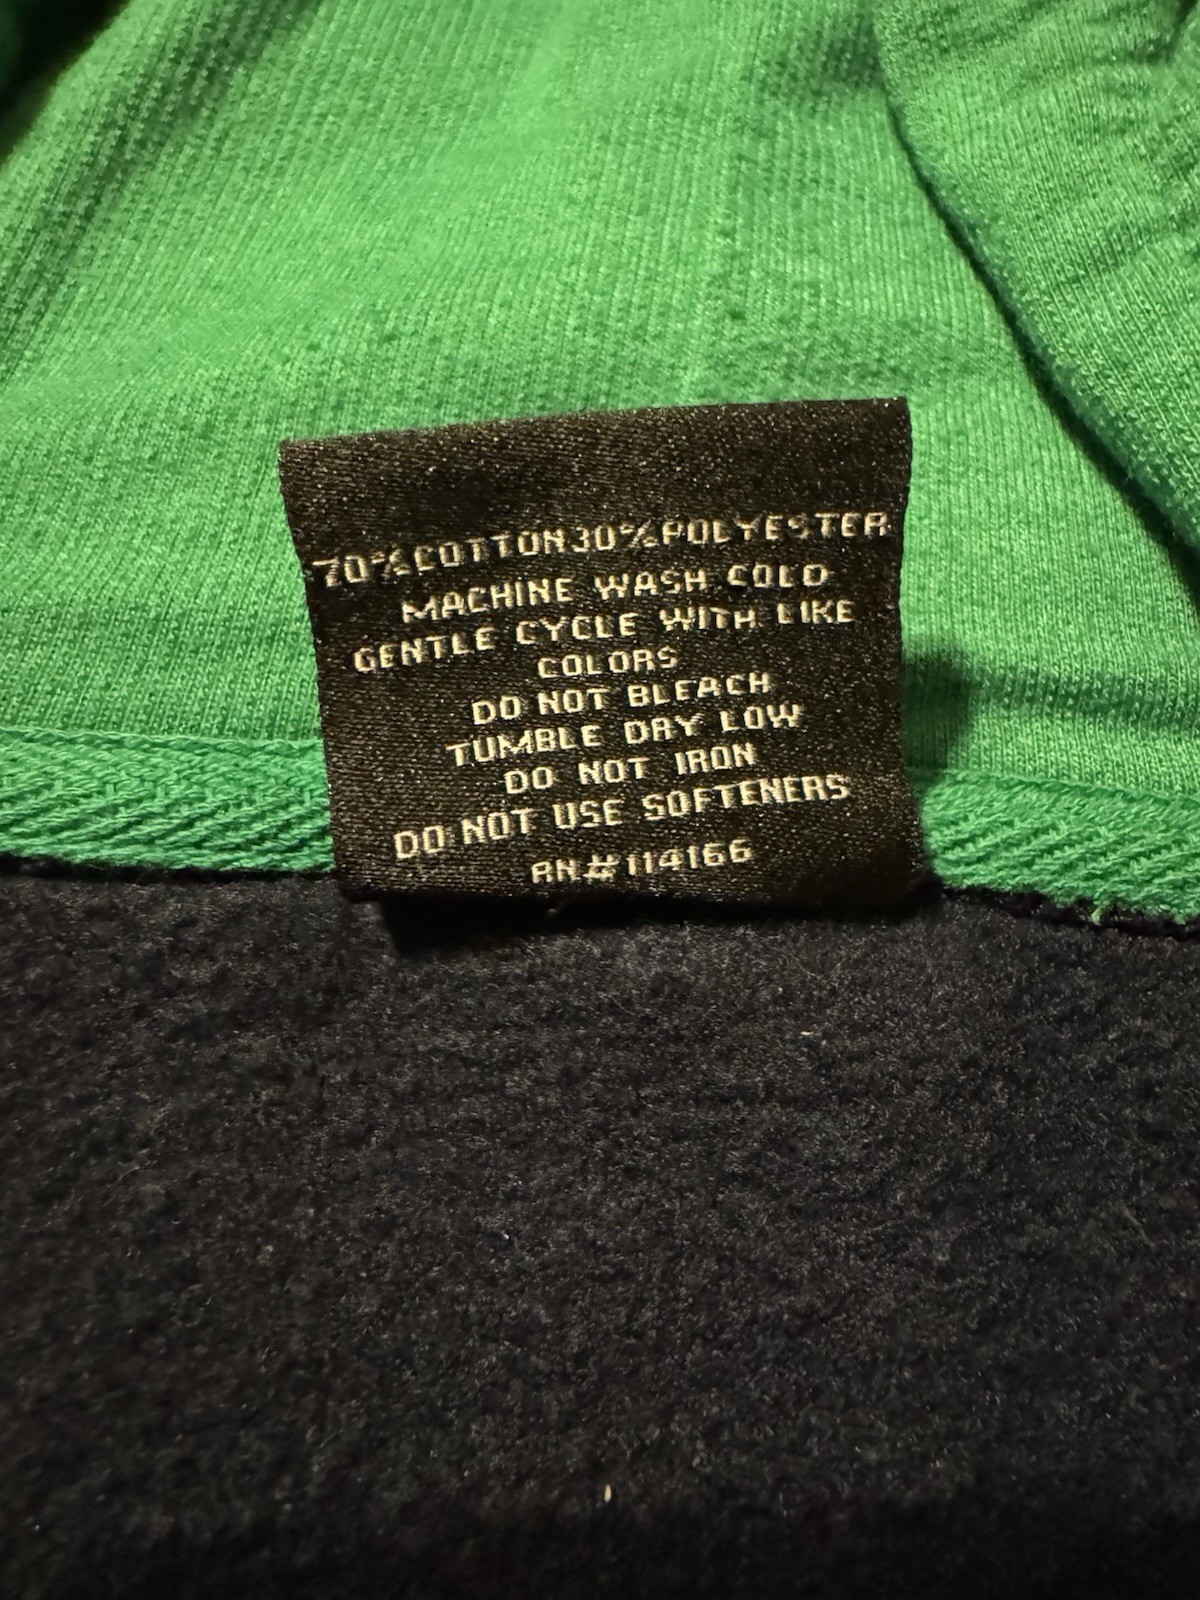 70%COTTON30%POLYESTER
MACHINE WASH COLD
GENTLE CYCLE WITH LIKE
COLORS
DO NOT BLEACH
TUMBLE DRY LOW
DO NOT IRON
DO NOT USE SOFTENERS
RN#114166